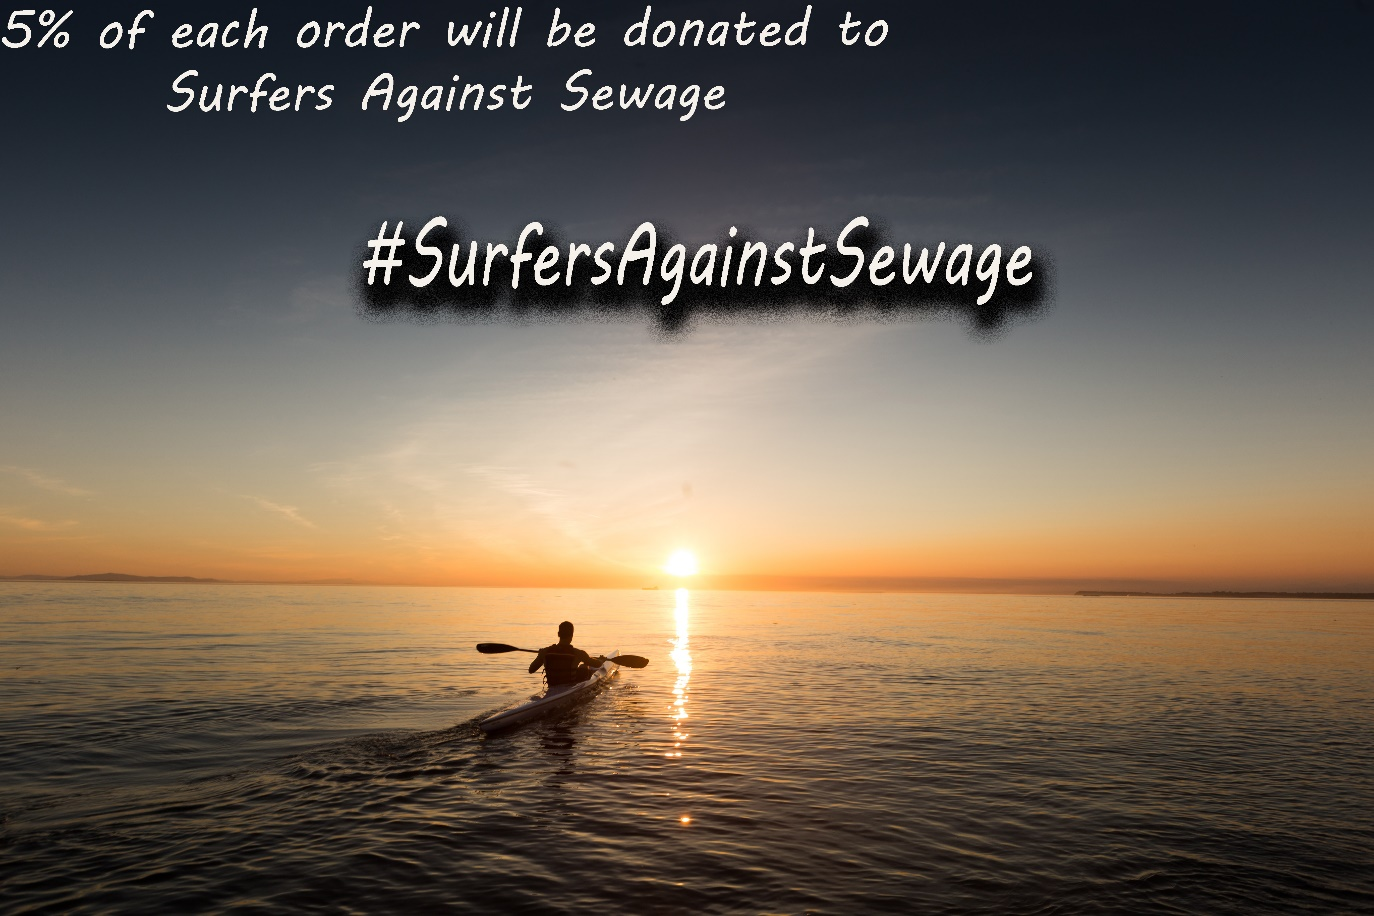 5% of each order will be donated to
Surfers Against Sewage
#SurfersAgainstSewage